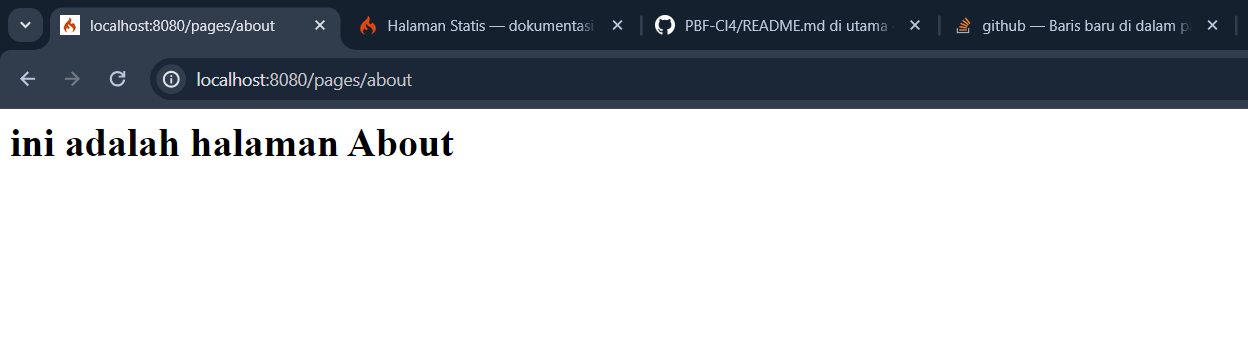 localhost:8080/pages/about
Halaman Statis — dokumentasi
PBF-CI4/README.md di utama
github — Baris baru di dalam
localhost:8080/pages/about
ini adalah halaman About